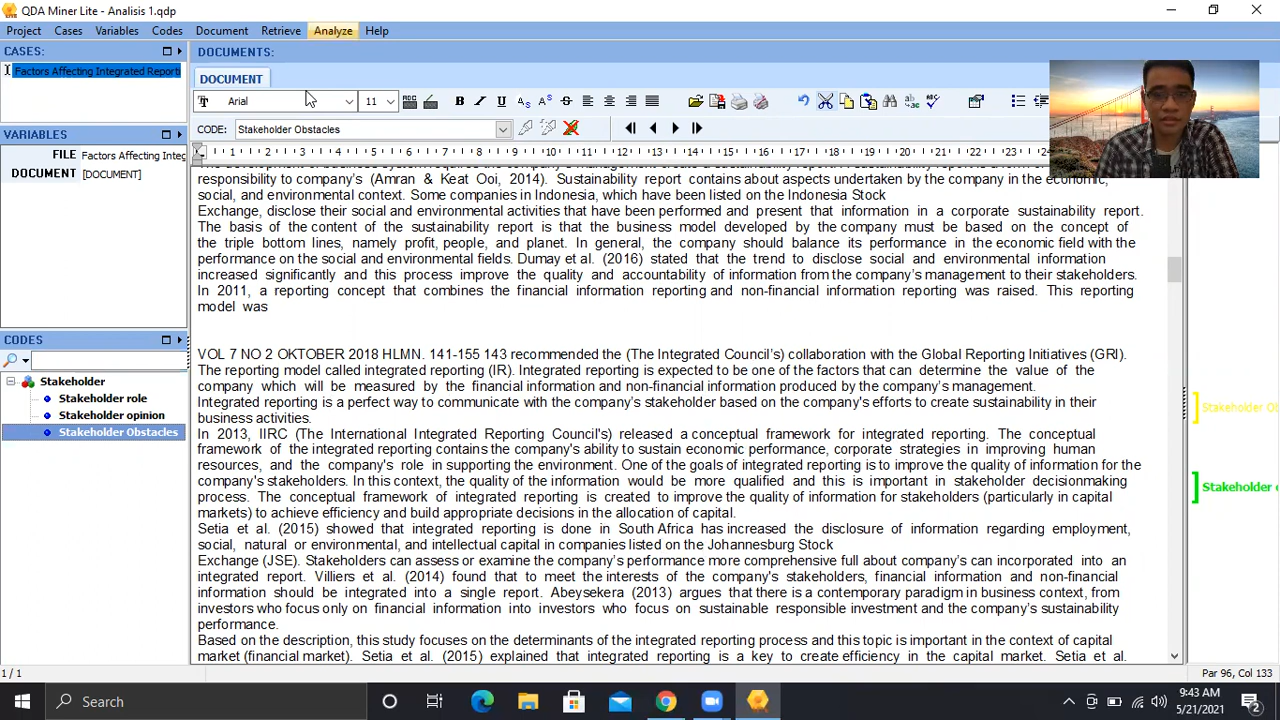 QDA Miner Lite - Analisis 1.qdp
Project Cases Variables Codes Document Retrieve Analyze Help
CASES:
Factors Affecting Integrated Reporti
VARIABLES
FILE Factors Affecting Integ
DOCUMENT [DOCUMENT]
CODES
Stakeholder
Stakeholder role
Stakeholder opinion
Stakeholder Obstacles
DOCUMENTS:
DOCUMENT
Arial 11
CODE: Stakeholder Obstacles
1 2 3 4 5 6 7 8 9 10 11 12 13 14 15 16 17 18 19 20 21 22 23 24
responsibility to company's (Amran & Keat Ooi, 2014). Sustainability report contains about aspects undertaken by the company in the economic,
social, and environmental context. Some companies in Indonesia, which have been listed on the Indonesia Stock
Exchange, disclose their social and environmental activities that have been performed and present that information in a corporate sustainability report.
The basis of the content of the sustainability report is that the business model developed by the company must be based on the concept of
the triple bottom lines, namely profit, people, and planet. In general, the company should balance its performance in the economic field with the
performance on the social and environmental fields. Dumay et al. (2016) stated that the trend to disclose social and environmental information
increased significantly and this process improve the quality and accountability of information from the company's management to their stakeholders.
In 2011, a reporting concept that combines the financial information reporting and non-financial information reporting was raised. This reporting
model was
VOL 7 NO 2 OKTOBER 2018 HLMN. 141-155 143 recommended the (The Integrated Council's) collaboration with the Global Reporting Initiatives (GRI).
The reporting model called integrated reporting (IR). Integrated reporting is expected to be one of the factors that can determine the value of the
company which will be measured by the financial information and non-financial information produced by the company's management.
Integrated reporting is a perfect way to communicate with the company's stakeholder based on the company's efforts to create sustainability in their
business activities.
In 2013, IIRC (The International Integrated Reporting Council's) released a conceptual framework for integrated reporting. The conceptual
framework of the integrated reporting contains the company's ability to sustain economic performance, corporate strategies in improving human
resources, and the company's role in supporting the environment. One of the goals of integrated reporting is to improve the quality of information for the
company's stakeholders. In this context, the quality of the information would be more qualified and this is important in stakeholder decisionmaking
process. The conceptual framework of integrated reporting is created to improve the quality of information for stakeholders (particularly in capital
markets) to achieve efficiency and build appropriate decisions in the allocation of capital.
Setia et al. (2015) showed that integrated reporting is done in South Africa has increased the disclosure of information regarding employment,
social, natural or environmental, and intellectual capital in companies listed on the Johannesburg Stock
Exchange (JSE). Stakeholders can assess or examine the company's performance more comprehensive full about company's can incorporated into an
integrated report. Villiers et al. (2014) found that to meet the interests of the company's stakeholders, financial information and non-financial
information should be integrated into a single report. Abeysekera (2013) argues that there is a contemporary paradigm in business context, from
investors who focus only on financial information into investors who focus on sustainable responsible investment and the company's sustainability
performance.
Based on the description, this study focuses on the determinants of the integrated reporting process and this topic is important in the context of capital
market (financial market). Setia et al. (2015) explained that integrated reporting is a key to create efficiency in the capital market. Setia et al.
Stakeholder Ob
Stakeholder
1 / 1
Par 96, Col 133
Search
9:43 AM
5/21/2021
2